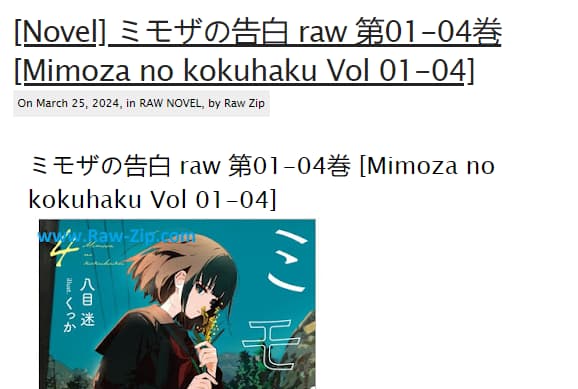 [Novel] ミモザの告白 raw 第01-04巻
[Mimoza no kokuhaku Vol 01-04]
On March 25, 2024, in RAW NOVEL, by Raw Zip
ミモザの告白 raw 第01-04巻 [Mimoza no
kokuhaku Vol 01-04]
www.Raw-Zip.com
4
Mimoza
no
kokuhaku
八目 迷
illust. くっか
ミモ